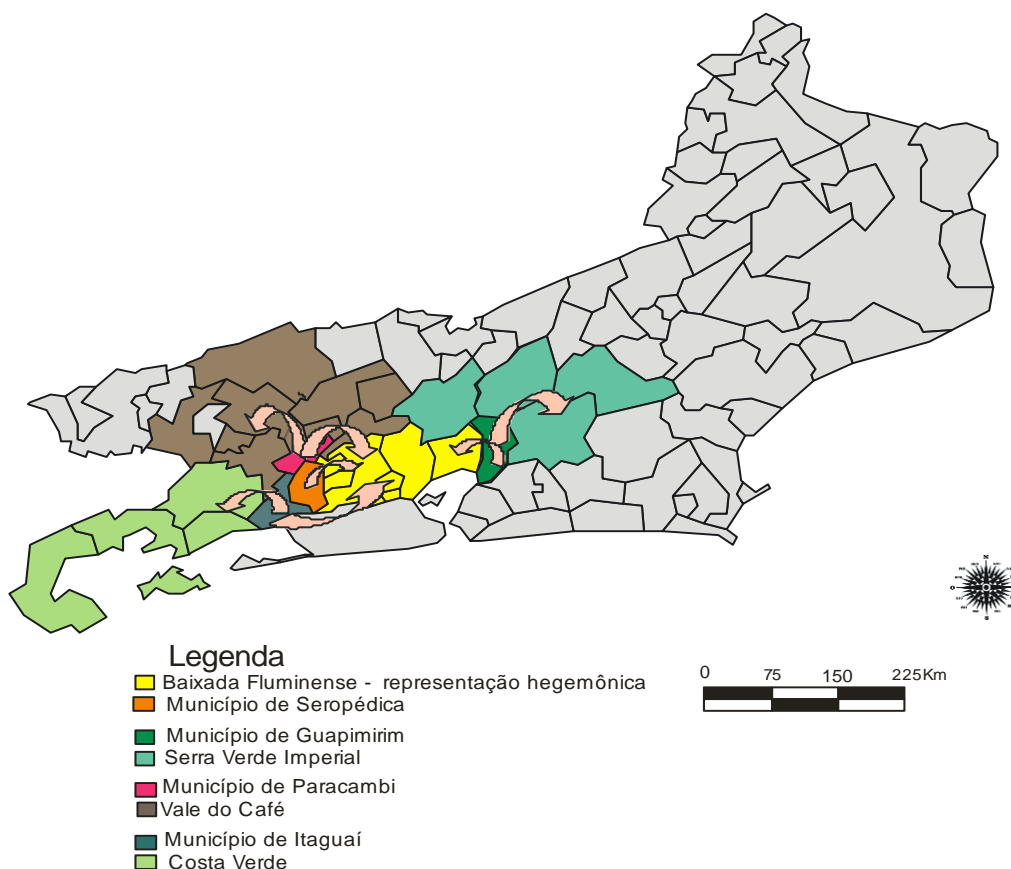 N
O
S
Legenda
Baixada Fluminense - representação hegemônica
Município de Seropédica
Município de Guapimirim
Serra Verde Imperial
Município de Paracambi
Vale do Café
Município de Itaguaí
Costa Verde
0 75 150 225Km